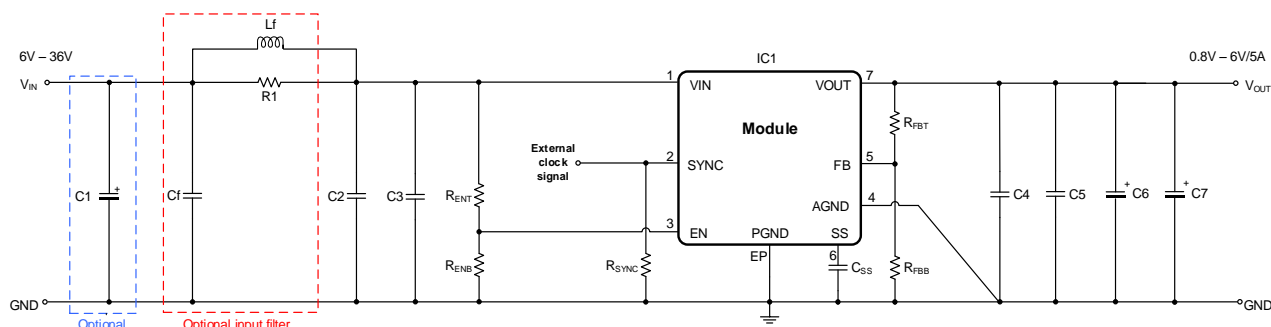 Lf
6V – 36V
IC1
0.8V – 6V/5A
VIN
R1
1
VIN
VOUT
7
VOUT
Module
RFBT
External
clock
signal
2
SYNC
FB
5
C1
+
Cf
C2
C3
RENT
AGND
4
C4
C5
+
C6
+
C7
3
EN
PGND
SS
EP
6
RENB
RSYNC
CSS
RFBB
GND
GND
Optional
Optional input filter